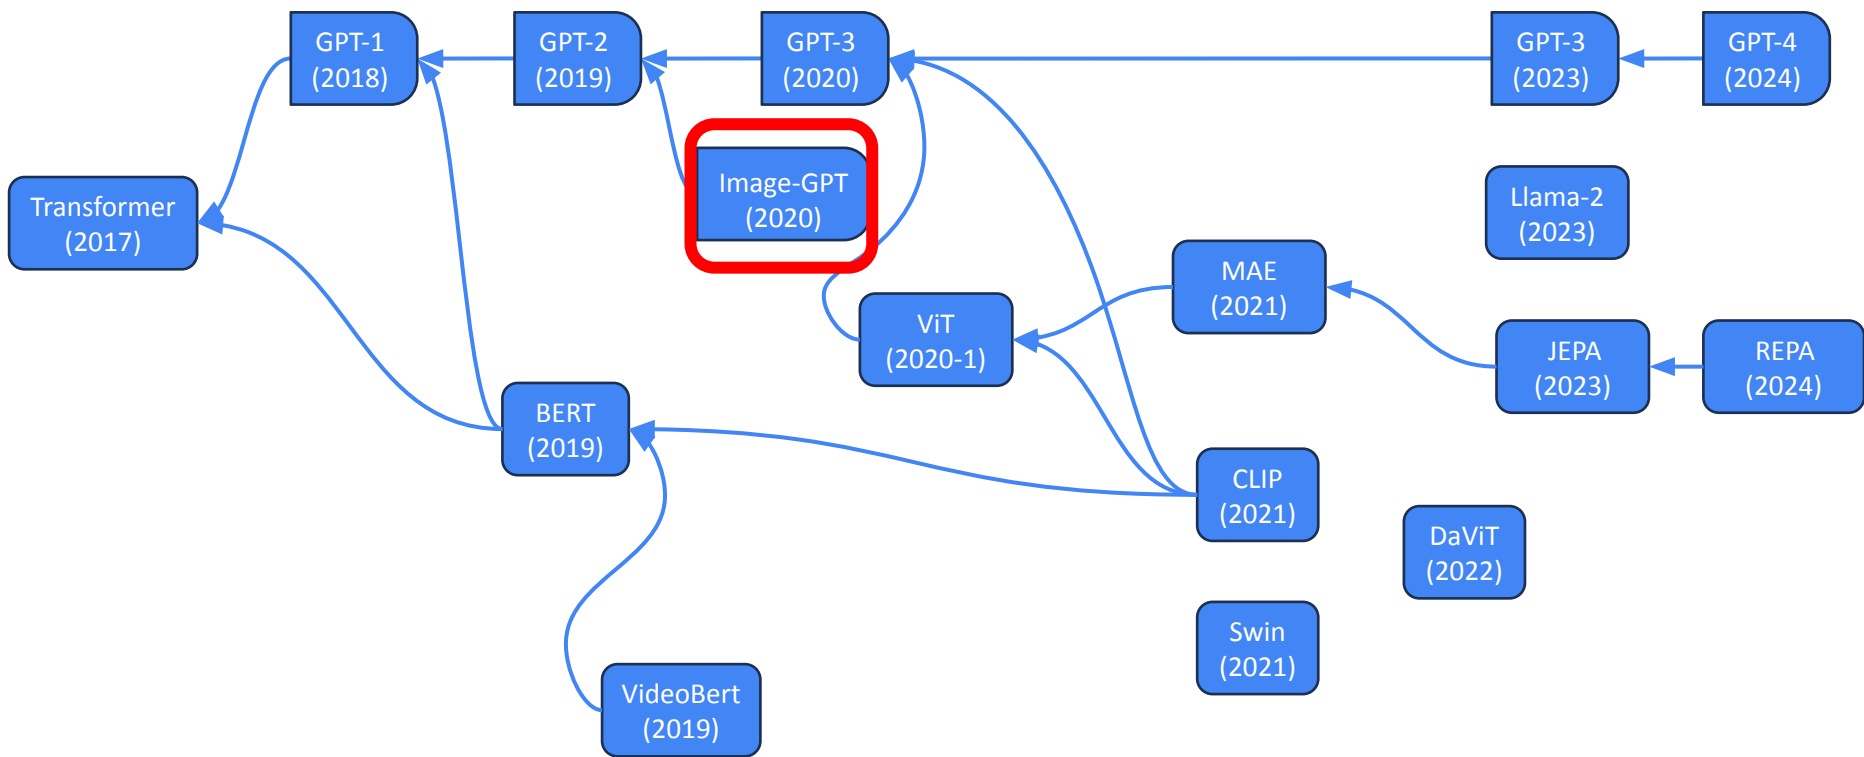 GPT-1
(2018)
GPT-2
(2019)
GPT-3
(2020)
GPT-3
(2023)
GPT-4
(2024)
Transformer
(2017)
Image-GPT
(2020)
Llama-2
(2023)
MAE
(2021)
ViT
(2020-1)
JEPA
(2023)
REPA
(2024)
BERT
(2019)
CLIP
(2021)
DaViT
(2022)
Swin
(2021)
VideoBert
(2019)